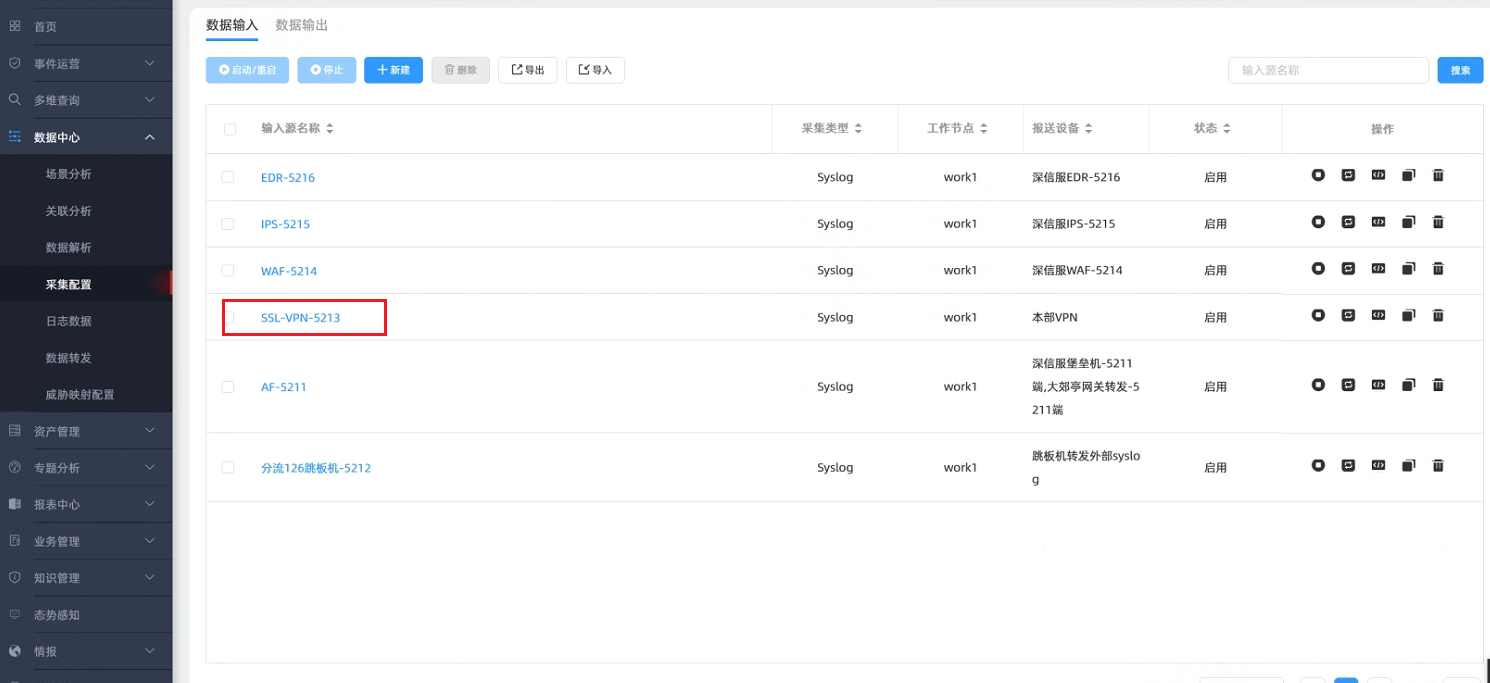 首页
事件运营
多维查询
数据中心
场景分析
关联分析
数据解析
采集配置
日志数据
数据转发
威胁映射配置
资产管理
专题分析
报表中心
业务管理
知识管理
态势感知
情报
数据输入 数据输出
启动/重启 停止 新建 删除 导出 导入 输入源名称 搜索
输入源名称 采集类型 工作节点 报送设备 状态 操作
EDR-5216 Syslog work1 深信服EDR-5216 启用
IPS-5215 Syslog work1 深信服IPS-5215 启用
WAF-5214 Syslog work1 深信服WAF-5214 启用
SSL-VPN-5213 Syslog work1 本部VPN 启用
深信服堡垒机-5211
AF-5211 Syslog work1 端,大郊亭网关转发-5 启用
211端
跳板机转发外部syslo
分流126跳板机-5212 Syslog work1 启用
g